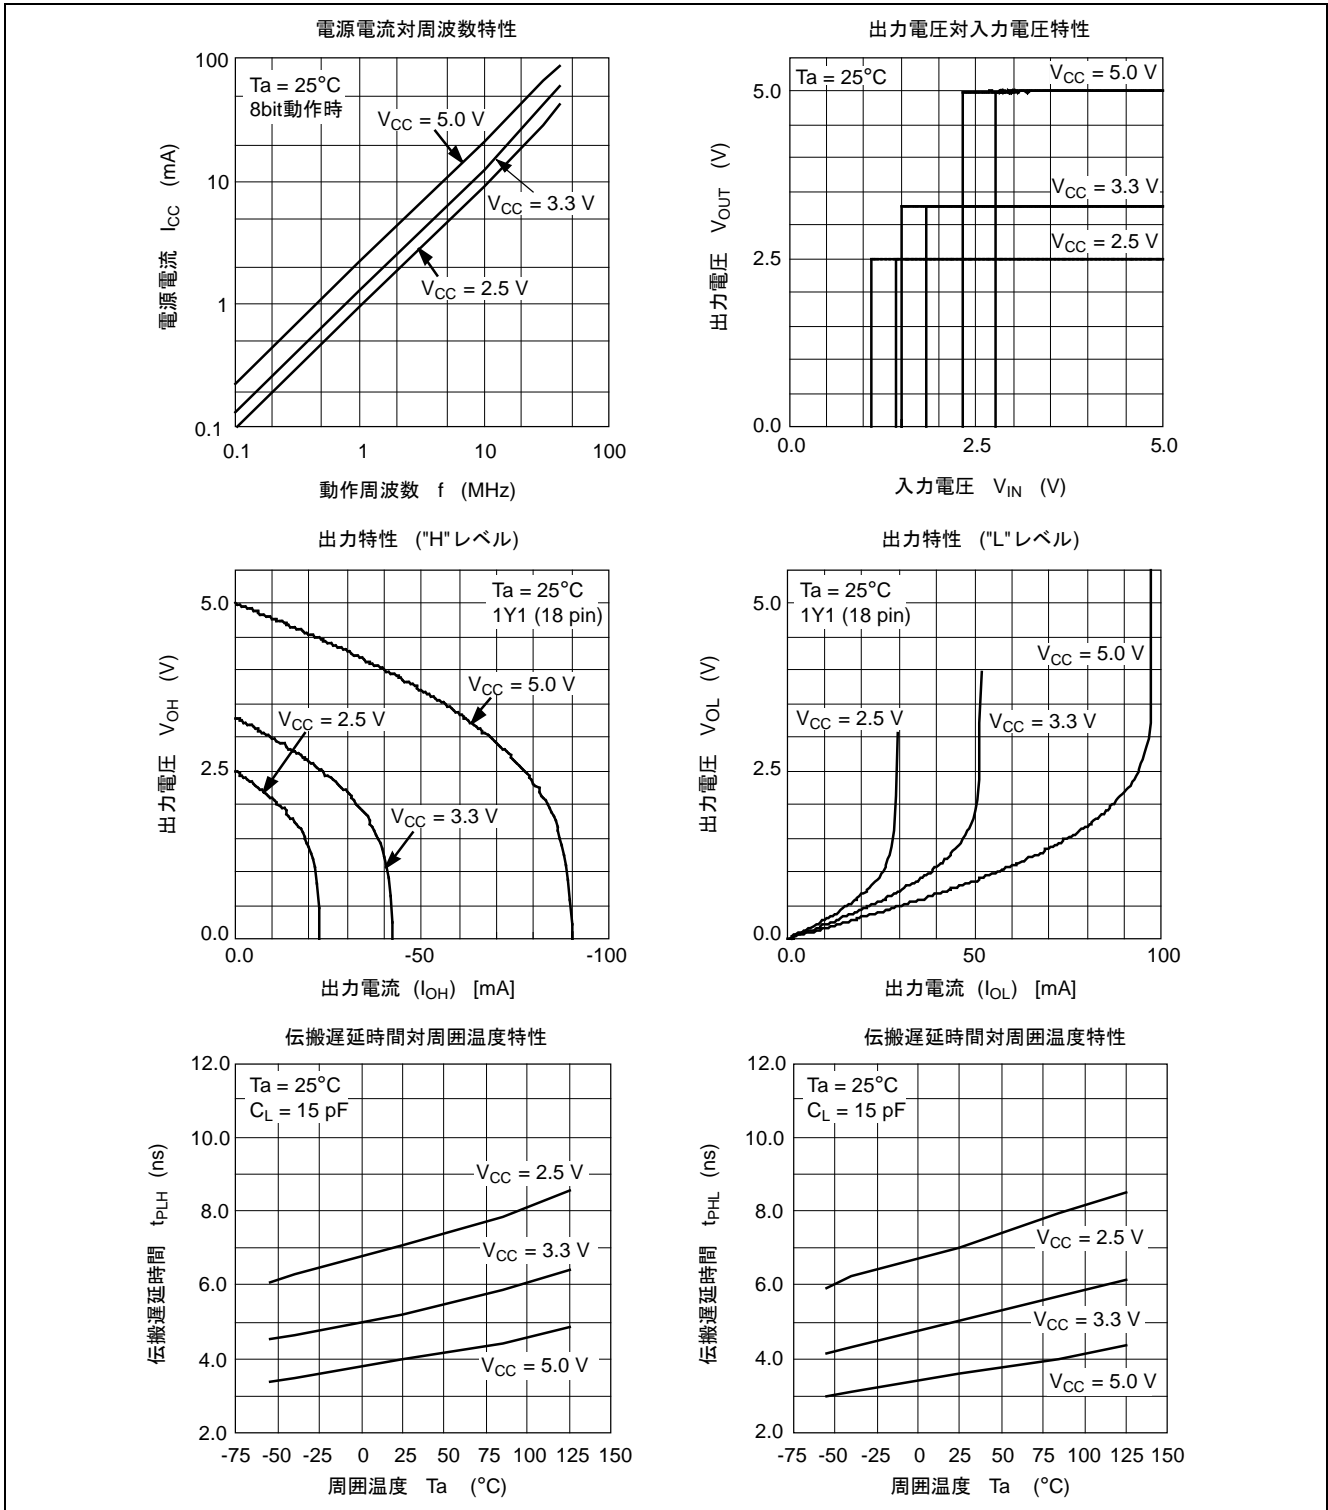 電源電流対周波数特性
Ta = 25°C
8bit動作時
VCC = 5.0 V
VCC = 3.3 V
VCC = 2.5 V
100
10
1
0.1
0.1 1 10 100
電源電流 ICC (mA)
動作周波数 f (MHz)
出力電圧対入力電圧特性
Ta = 25°C
VCC = 5.0 V
VCC = 3.3 V
VCC = 2.5 V
5.0
2.5
0.0
0.0 2.5 5.0
出力電圧 VOUT (V)
入力電圧 VIN (V)
出力特性 ("H"レベル)
Ta = 25°C
1Y1 (18 pin)
VCC = 5.0 V
VCC = 2.5 V
VCC = 3.3 V
5.0
2.5
0.0
0.0 -50 -100
出力電圧 VOH (V)
出力電流 (IOH) [mA]
出力特性 ("L"レベル)
Ta = 25°C
1Y1 (18 pin)
VCC = 5.0 V
VCC = 2.5 V
VCC = 3.3 V
5.0
2.5
0.0
0.0 50 100
出力電圧 VOL (V)
出力電流 (IOL) [mA]
伝搬遅延時間対周囲温度特性
Ta = 25°C
CL = 15 pF
VCC = 2.5 V
VCC = 3.3 V
VCC = 5.0 V
12.0
10.0
8.0
6.0
4.0
2.0
-75 -50 -25 0 25 50 75 100 125 150
伝搬遅延時間 tPLH (ns)
周囲温度 Ta (°C)
伝搬遅延時間対周囲温度特性
Ta = 25°C
CL = 15 pF
VCC = 2.5 V
VCC = 3.3 V
VCC = 5.0 V
12.0
10.0
8.0
6.0
4.0
2.0
-75 -50 -25 0 25 50 75 100 125 150
伝搬遅延時間 tPHL (ns)
周囲温度 Ta (°C)